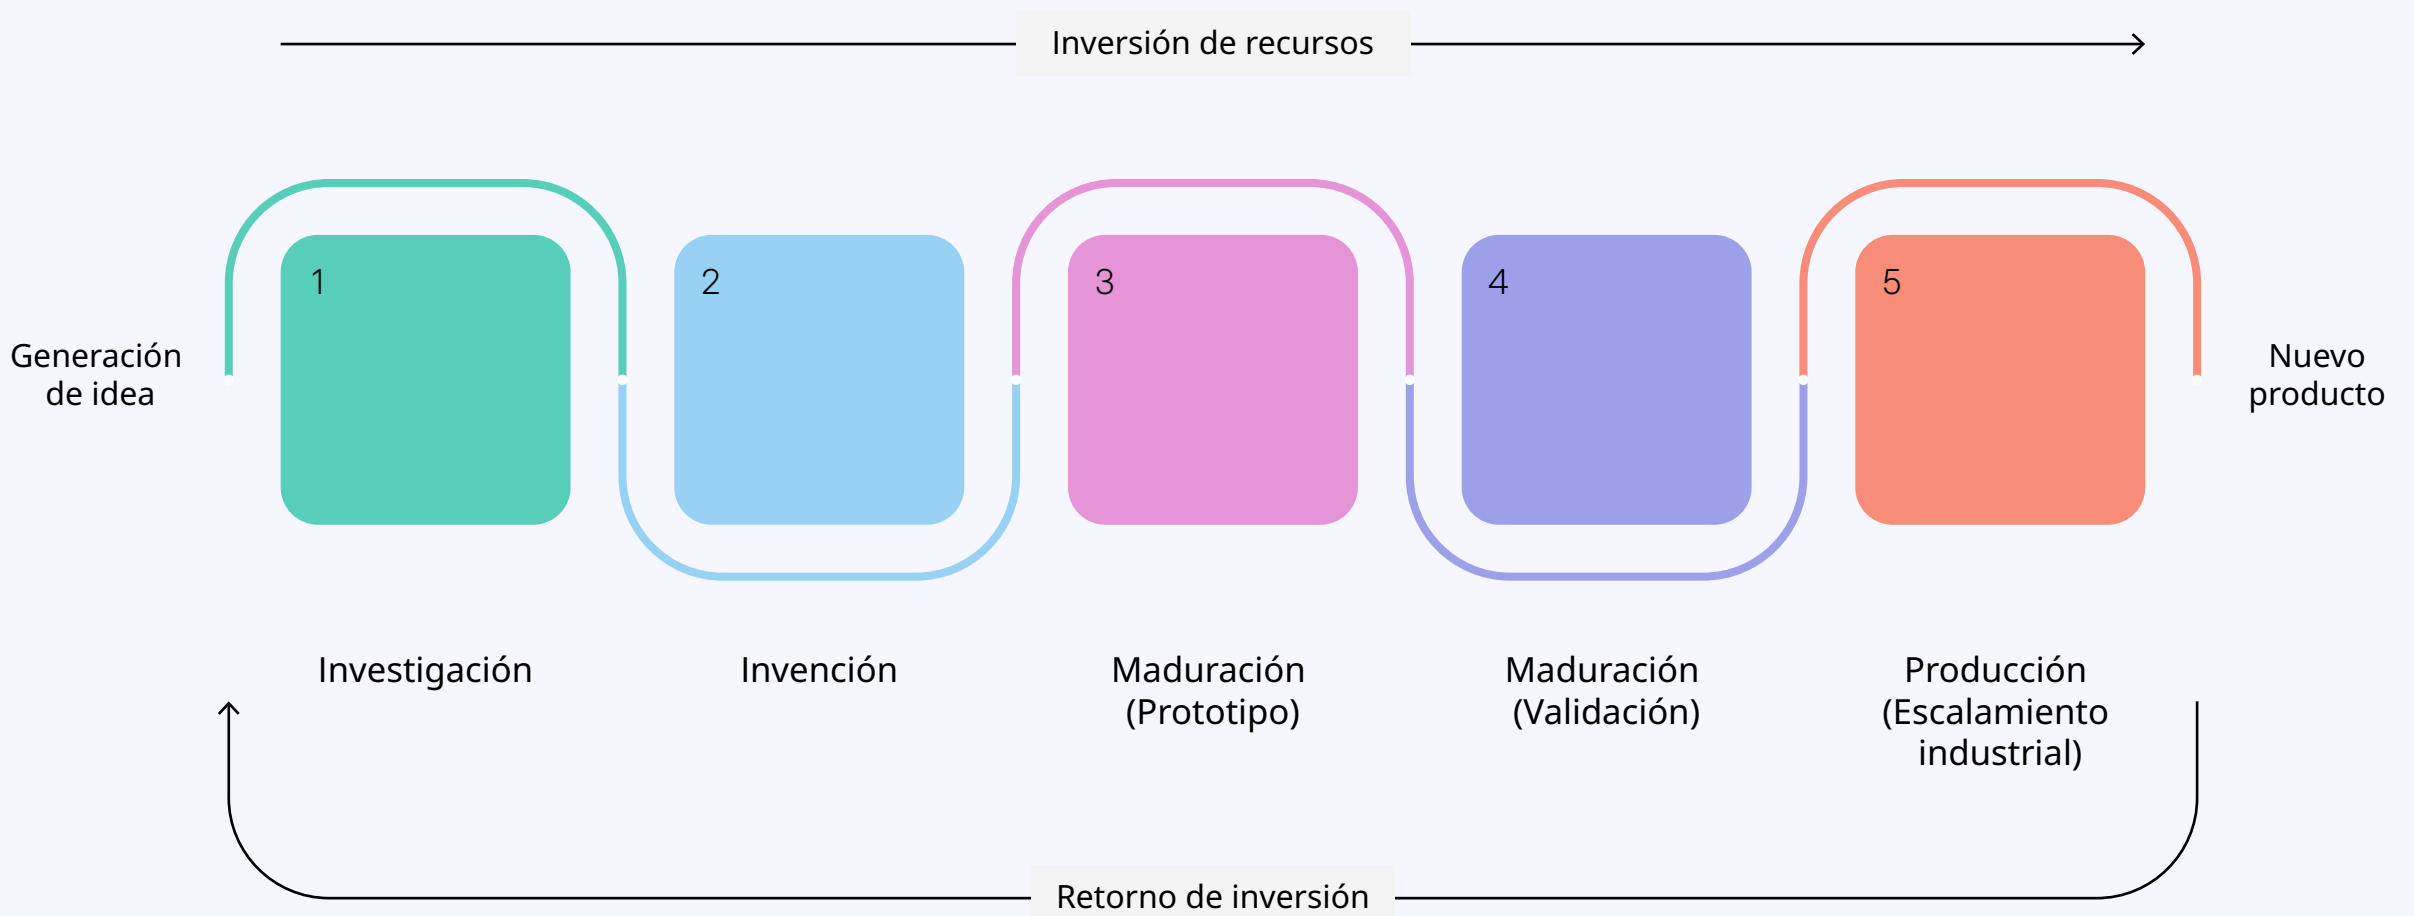 Inversión de recursos
1
2
3
4
5
Generación
de idea
Nuevo
producto
Investigación
Invención
Maduración
(Prototipo)
Maduración
(Validación)
Producción
(Escalamiento
industrial)
Retorno de inversión